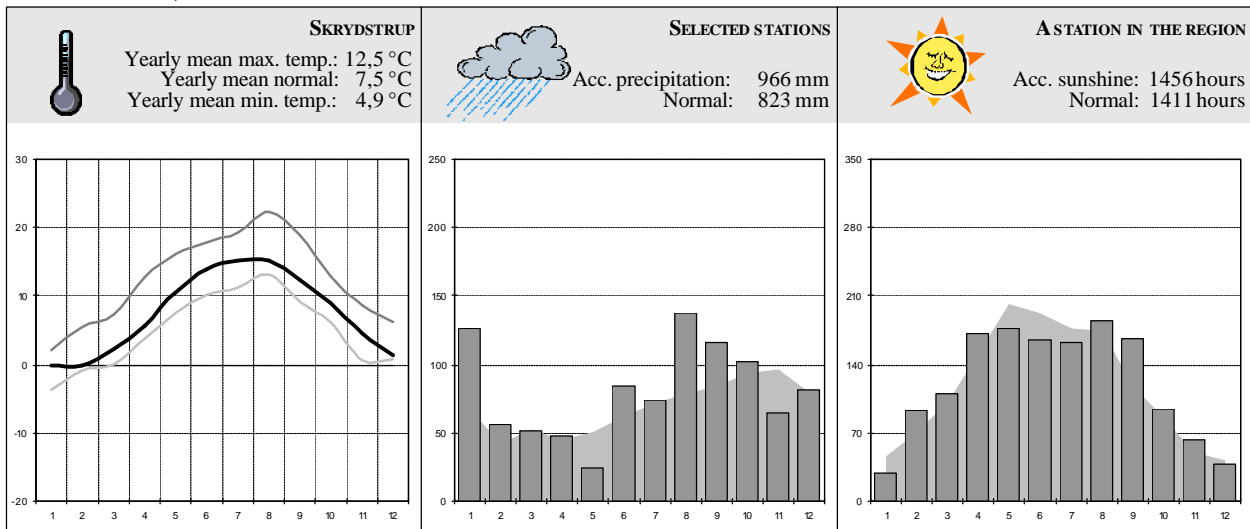 SKRYDSTRUP
Yearly mean max. temp.: 12,5 °C
Yearly mean normal: 7,5 °C
Yearly mean min. temp.: 4,9 °C
SELECTED STATIONS
Acc. precipitation: 966 mm
Normal: 823 mm
A STATION IN THE REGION
Acc. sunshine: 1456 hours
Normal: 1411 hours
30
20
10
0
-10
-20
1 2 3 4 5 6 7 8 9 10 11 12
250
200
150
100
50
0
1 2 3 4 5 6 7 8 9 10 11 12
350
280
210
140
70
0
1 2 3 4 5 6 7 8 9 10 11 12